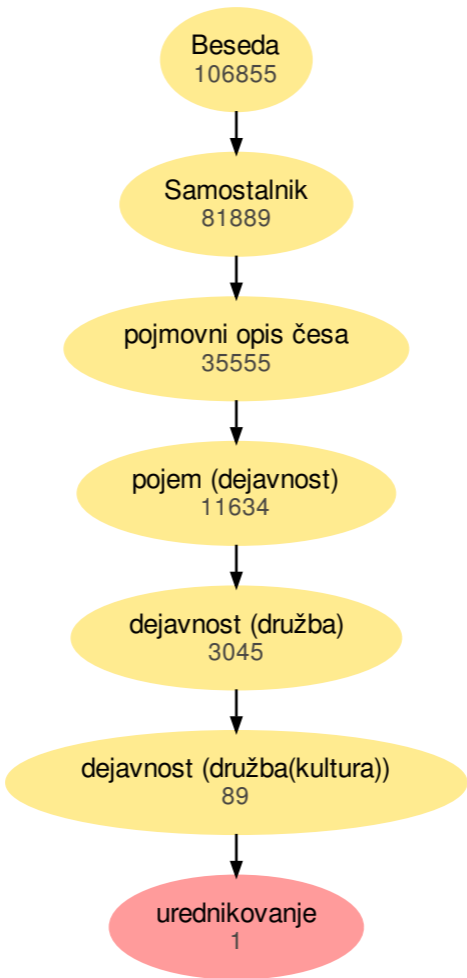 Beseda
106855
Samostalnik
81889
pojmovni opis česa
35555
pojem (dejavnost)
11634
dejavnost (družba)
3045
dejavnost (družba(kultura))
89
urednikovanje
1